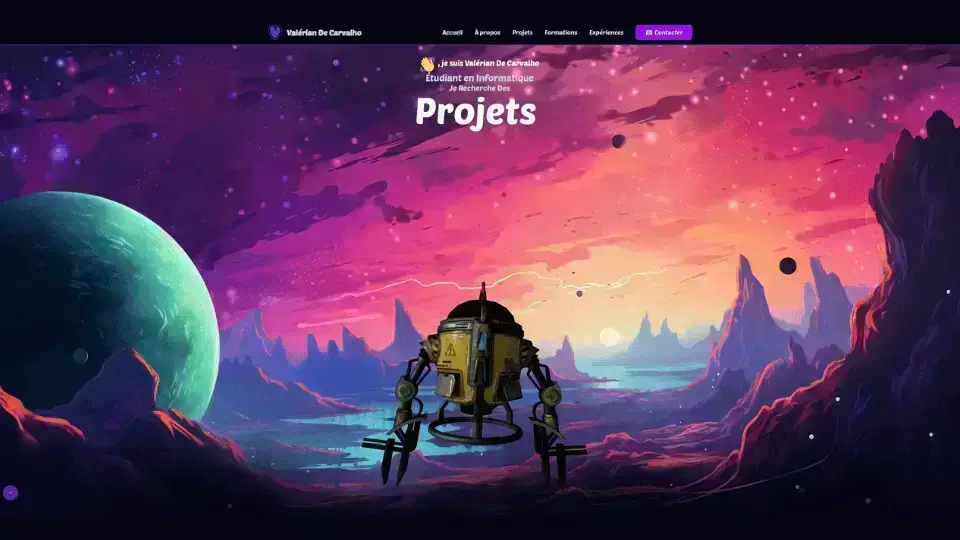 Valérian De Carvalho
Accueil
À propos
Projets
Formations
Expériences
Contacter
, je suis Valérian De Carvalho
Étudiant en Informatique
Je Recherche Des
Projets